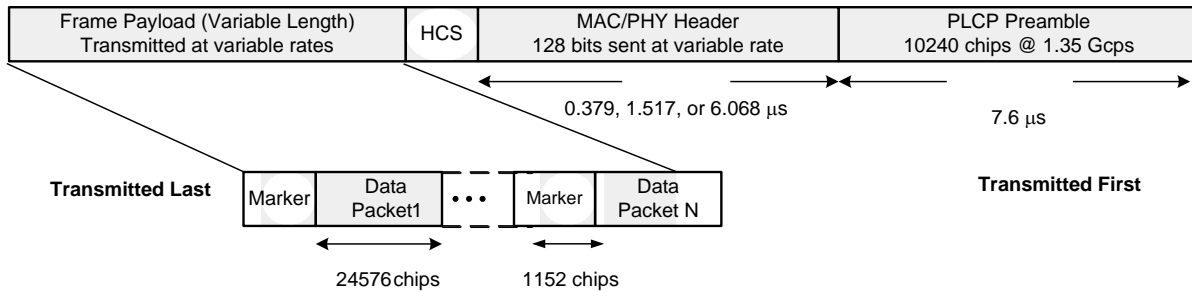 Frame Payload (Variable Length)
Transmitted at variable rates
HCS
MAC/PHY Header
128 bits sent at variable rate
PLCP Preamble
10240 chips @ 1.35 Gcps
0.379, 1.517, or 6.068 μs
7.6 μs
Transmitted Last
Marker
Data
Packet1
•••
Marker
Data
Packet N
Transmitted First
24576 chips
1152 chips